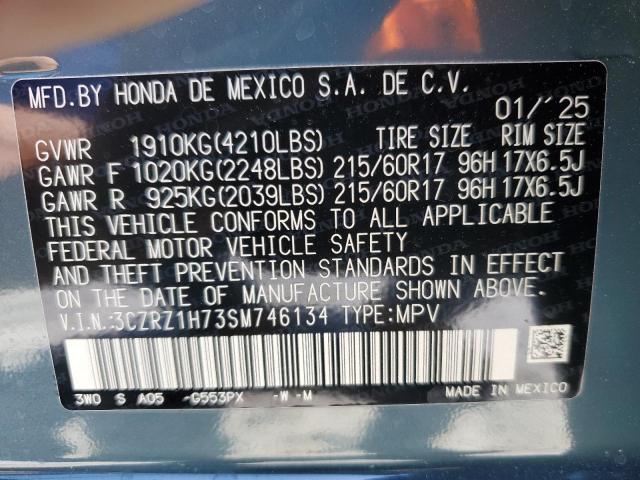 MFD.BY HONDA DE MEXICO S.A. DE C.V.
01/'25
GVWR 1910KG(4210LBS) TIRE SIZE RIM SIZE
GAWR F 1020KG(2248LBS) 215/60R17 96H 17X6.5J
GAWR R 925KG(2039LBS) 215/60R17 96H 17X6.5J
THIS VEHICLE CONFORMS TO ALL APPLICABLE
FEDERAL MOTOR VEHICLE SAFETY
AND THEFT PREVENTION STANDARDS IN EFFECT
ON THE DATE OF MANUFACTURE SHOWN ABOVE.
V.I.N.:3CZRZ1H73SM746134 TYPE:MPV
3W0 S A05 -G553PX -W -M
MADE IN MEXICO